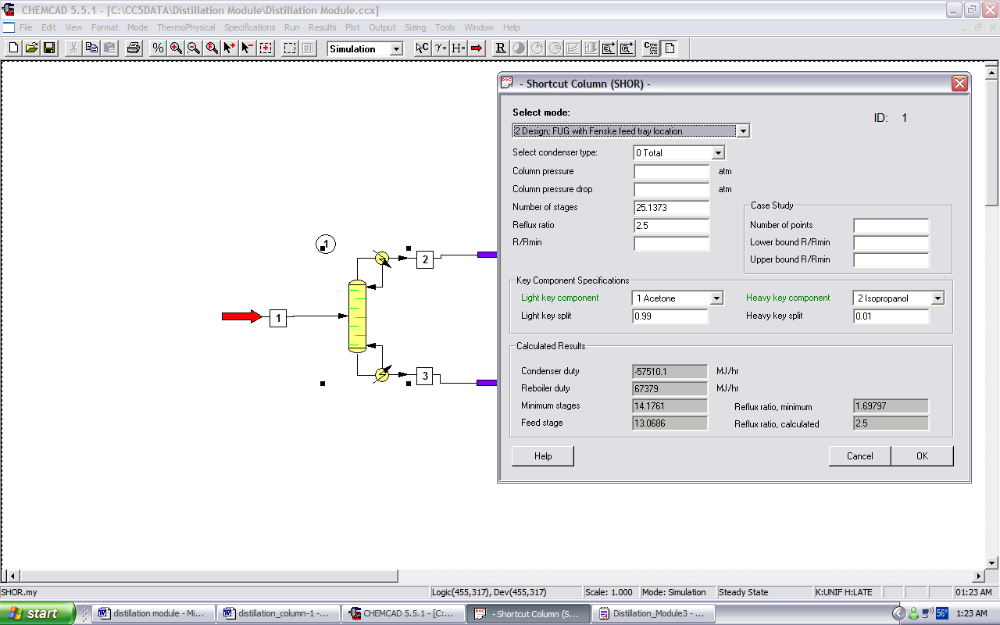 CHEMCAD 5.5.1 - [C:\CC5DATA\Distillation Module\Distillation Module.ccx]
File Edit View Format Mode ThermoPhysical Specifications Run Results Plot Output Sizing Tools Window Help
% Simulation C γ= H= R C
- Shortcut Column (SHOR) -
Select mode:
ID: 1
2 Design; FUG with Fenske feed tray location
Select condenser type: 0 Total
Column pressure atm
Column pressure drop atm
Number of stages 25.1373
Reflux ratio 2.5
R/Rmin
Case Study
Number of points
Lower bound R/Rmin
Upper bound R/Rmin
Key Component Specifications
Light key component 1 Acetone Heavy key component 2 Isopropanol
Light key split 0.99 Heavy key split 0.01
Calculated Results
Condenser duty -57510.1 MJ/hr
Reboiler duty 67379 MJ/hr
Minimum stages 14.1761 Reflux ratio, minimum 1.69797
Feed stage 13.0686 Reflux ratio, calculated 2.5
Help Cancel OK
1
2
1
3
SHOR.my Logic(455,317), Dev(455,317) Scale: 1.000 Mode: Simulation Steady State K:UNIF H:LATE 01:23 AM
start distillation module - Mi... distillation_column-1 - ... CHEMCAD 5.5.1 - [C:... - Shortcut Column (S... Distillation_Module3 - ... 56° 1:23 AM